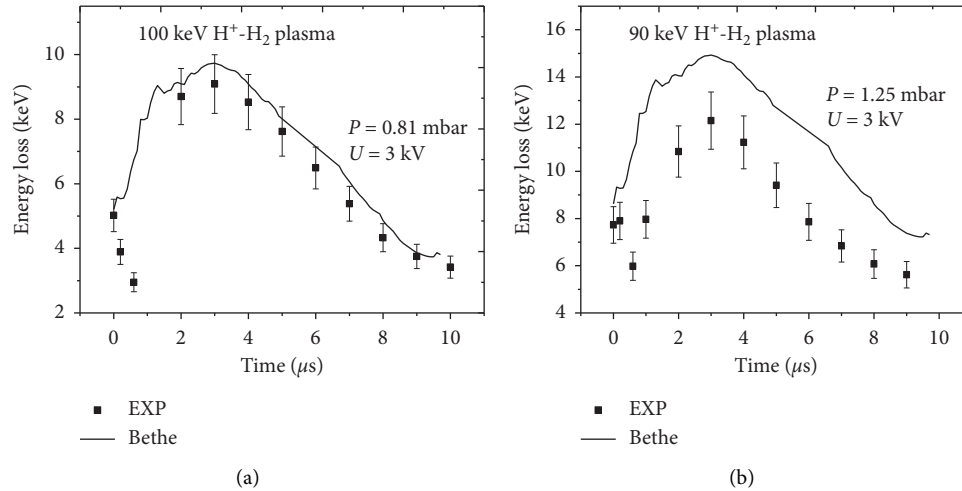 100 keV H⁺-H₂ plasma
P = 0.81 mbar
U = 3 kV
Energy loss (keV)
10
8
6
4
2
0 2 4 6 8 10
Time (μs)
EXP
Bethe
(a)
90 keV H⁺-H₂ plasma
P = 1.25 mbar
U = 3 kV
Energy loss (keV)
16
14
12
10
8
6
4
0 2 4 6 8 10
Time (μs)
EXP
Bethe
(b)